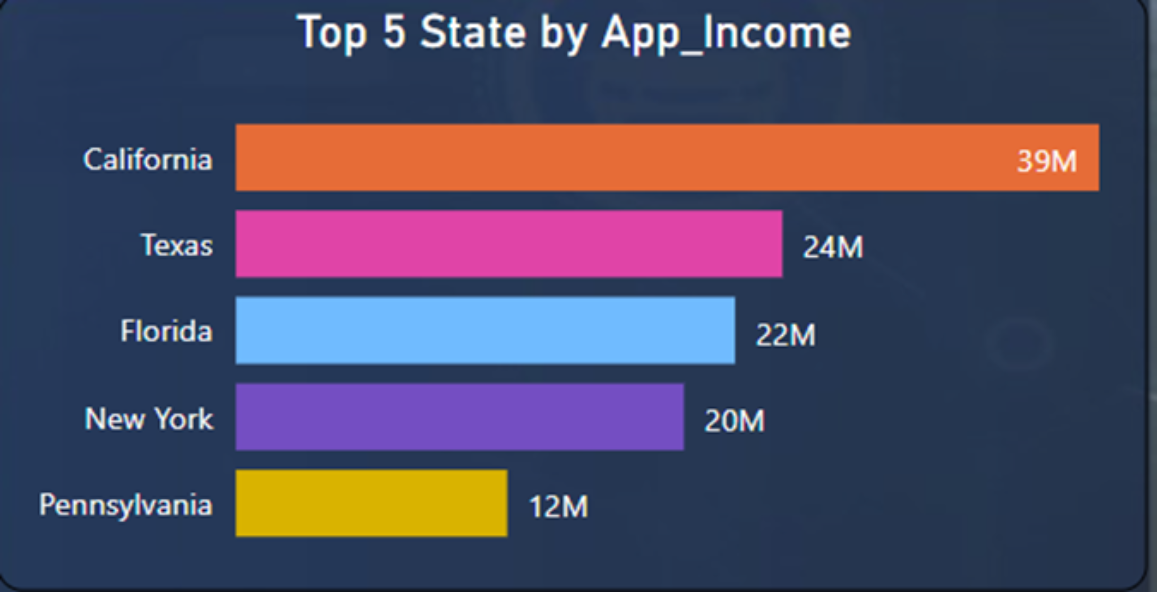 Top 5 State by App_Income
California 39M
Texas 24M
Florida 22M
New York 20M
Pennsylvania 12M